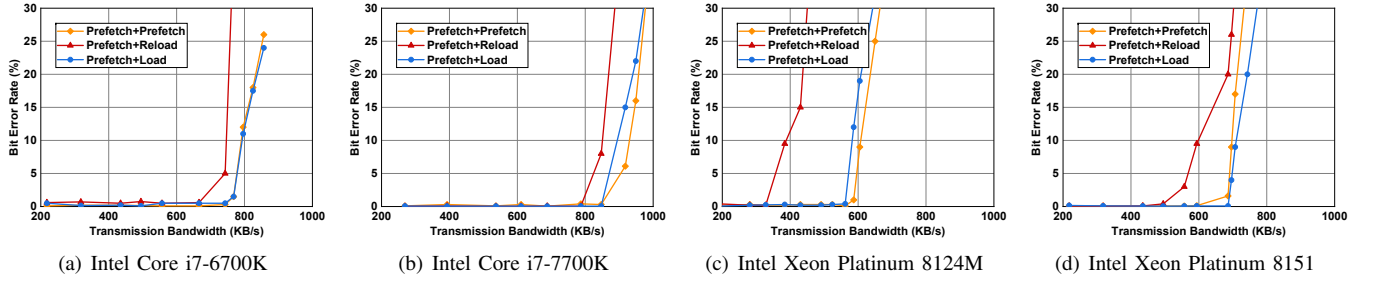 30
25
20
15
10
5
0
Bit Error Rate (%)
Prefetch+Prefetch
Prefetch+Reload
Prefetch+Load
200 400 600 800 1000
Transmission Bandwidth (KB/s)
(a) Intel Core i7-6700K
30
25
20
15
10
5
0
Bit Error Rate (%)
Prefetch+Prefetch
Prefetch+Reload
Prefetch+Load
200 400 600 800 1000
Transmission Bandwidth (KB/s)
(b) Intel Core i7-7700K
30
25
20
15
10
5
0
Bit Error Rate (%)
Prefetch+Prefetch
Prefetch+Reload
Prefetch+Load
200 400 600 800 1000
Transmission Bandwidth (KB/s)
(c) Intel Xeon Platinum 8124M
30
25
20
15
10
5
0
Bit Error Rate (%)
Prefetch+Prefetch
Prefetch+Reload
Prefetch+Load
200 400 600 800 1000
Transmission Bandwidth (KB/s)
(d) Intel Xeon Platinum 8151